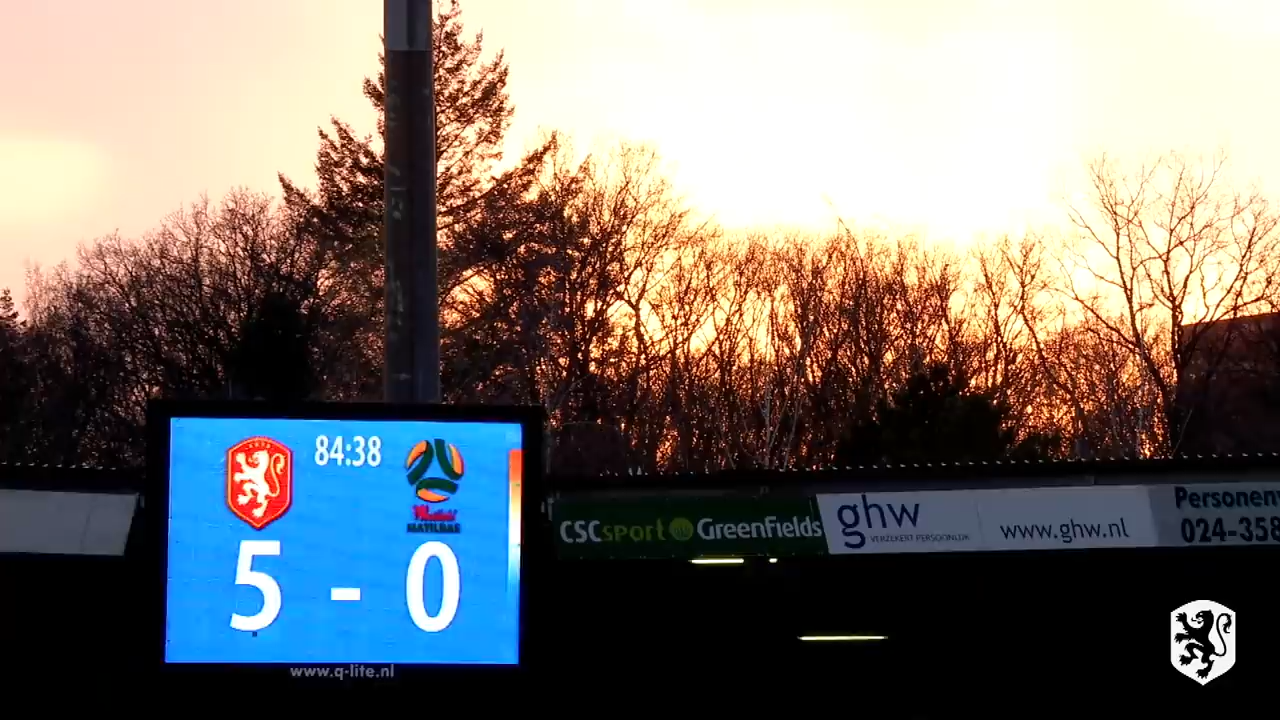 84:38
Westfield
MATILDAS
5 - 0
www.q-lite.nl
CSCsport GreenFields
ghw
VERZEKERT PERSOONLIJK
www.ghw.nl
Personen
024-358